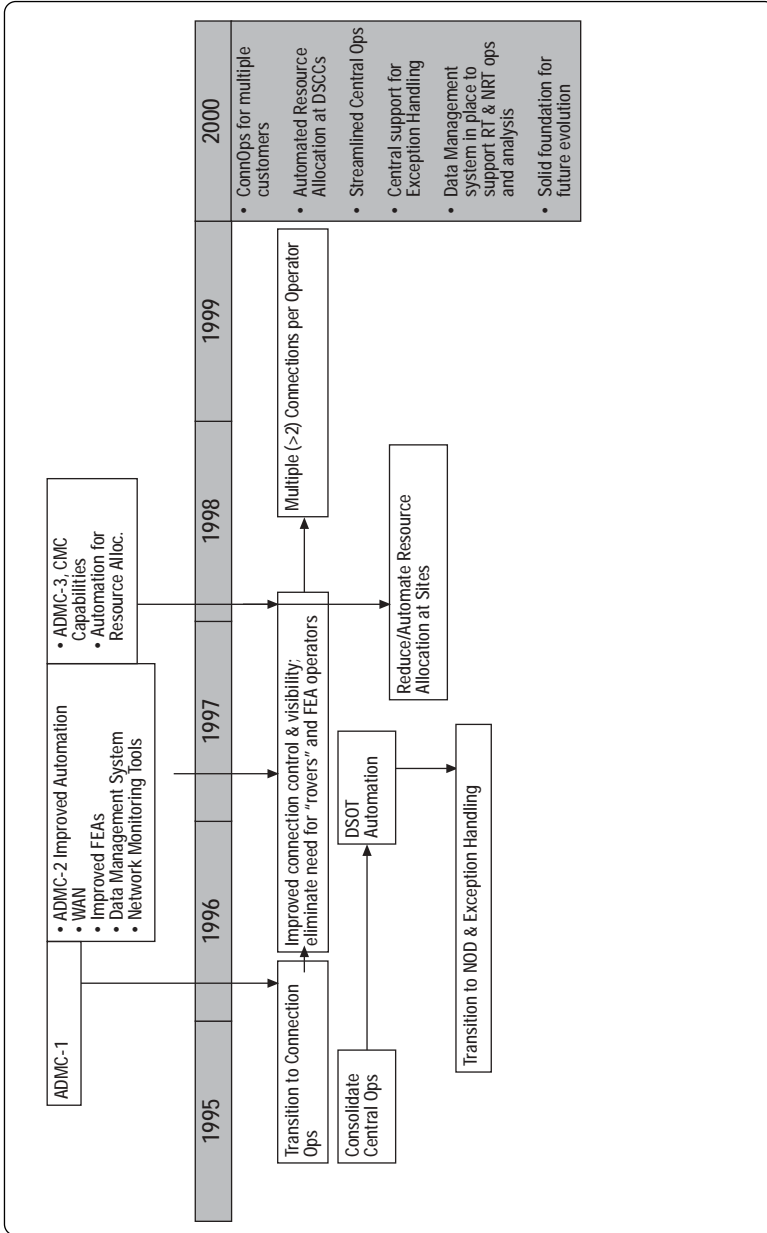 ADMC-1
• ADMC-2 Improved Automation
• WAN
• Improved FEAs
• Data Management System
• Network Monitoring Tools
• ADMC-3, CMC
Capabilities
• Automation for
Resource Alloc.
1995
1996
1997
1998
1999
2000
Transition to Connection
Ops
Improved connection control & visibility;
eliminate need for “rovers” and FEA operators
Multiple (>2) Connections per Operator
Consolidate
Central Ops
DSOT
Automation
Reduce/Automate Resource
Allocation at Sites
Transition to NOD & Exception Handling
• ConnOps for multiple
customers
• Automated Resource
Allocation at DSCCs
• Streamlined Central Ops
• Central support for
Exception Handling
• Data Management
system in place to
support RT & NRT ops
and analysis
• Solid foundation for
future evolution